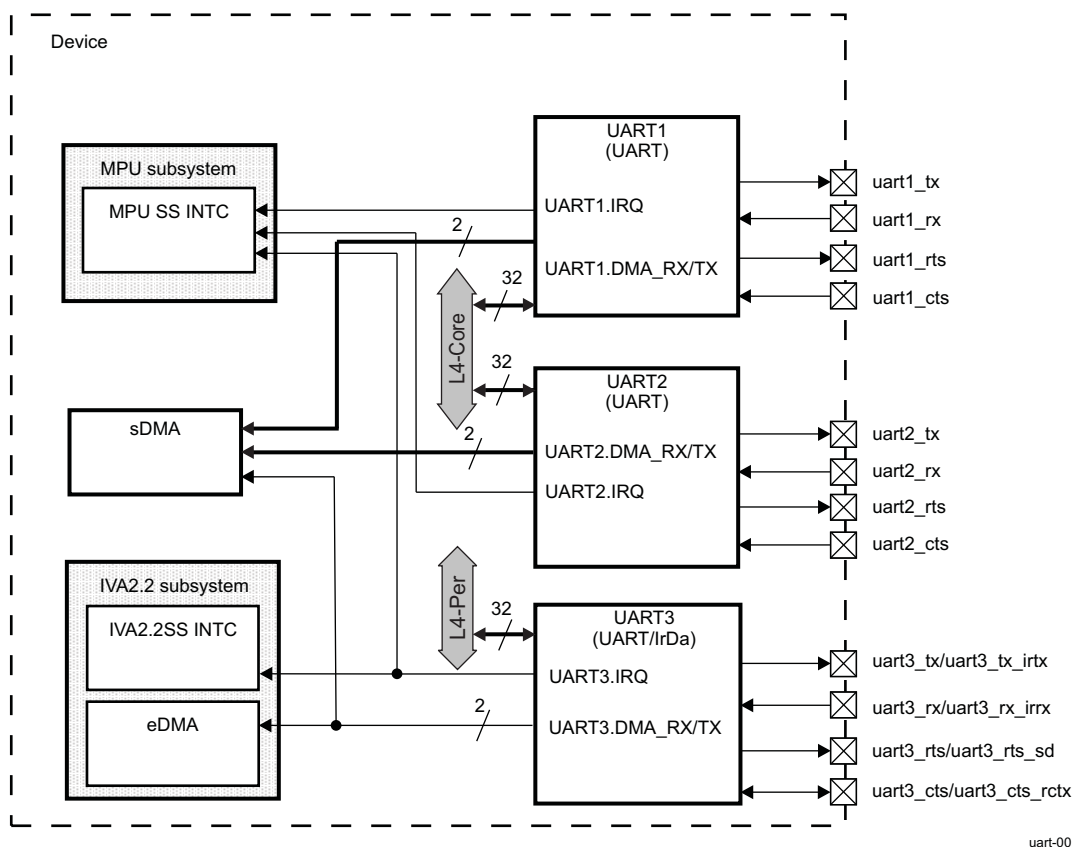 Device
UART1
(UART)
MPU subsystem
MPU SS INTC
UART1.IRQ
2
UART1.DMA_RX/TX
32
L4-Core
uart1_tx
uart1_rx
uart1_rts
uart1_cts
32
UART2
(UART)
sDMA
2
UART2.DMA_RX/TX
UART2.IRQ
uart2_tx
uart2_rx
uart2_rts
uart2_cts
IVA2.2 subsystem
IVA2.2SS INTC
eDMA
L4-Per
32
UART3
(UART/IrDa)
UART3.IRQ
2
UART3.DMA_RX/TX
uart3_tx/uart3_tx_irtx
uart3_rx/uart3_rx_irrx
uart3_rts/uart3_rts_sd
uart3_cts/uart3_cts_rctx
uart-00